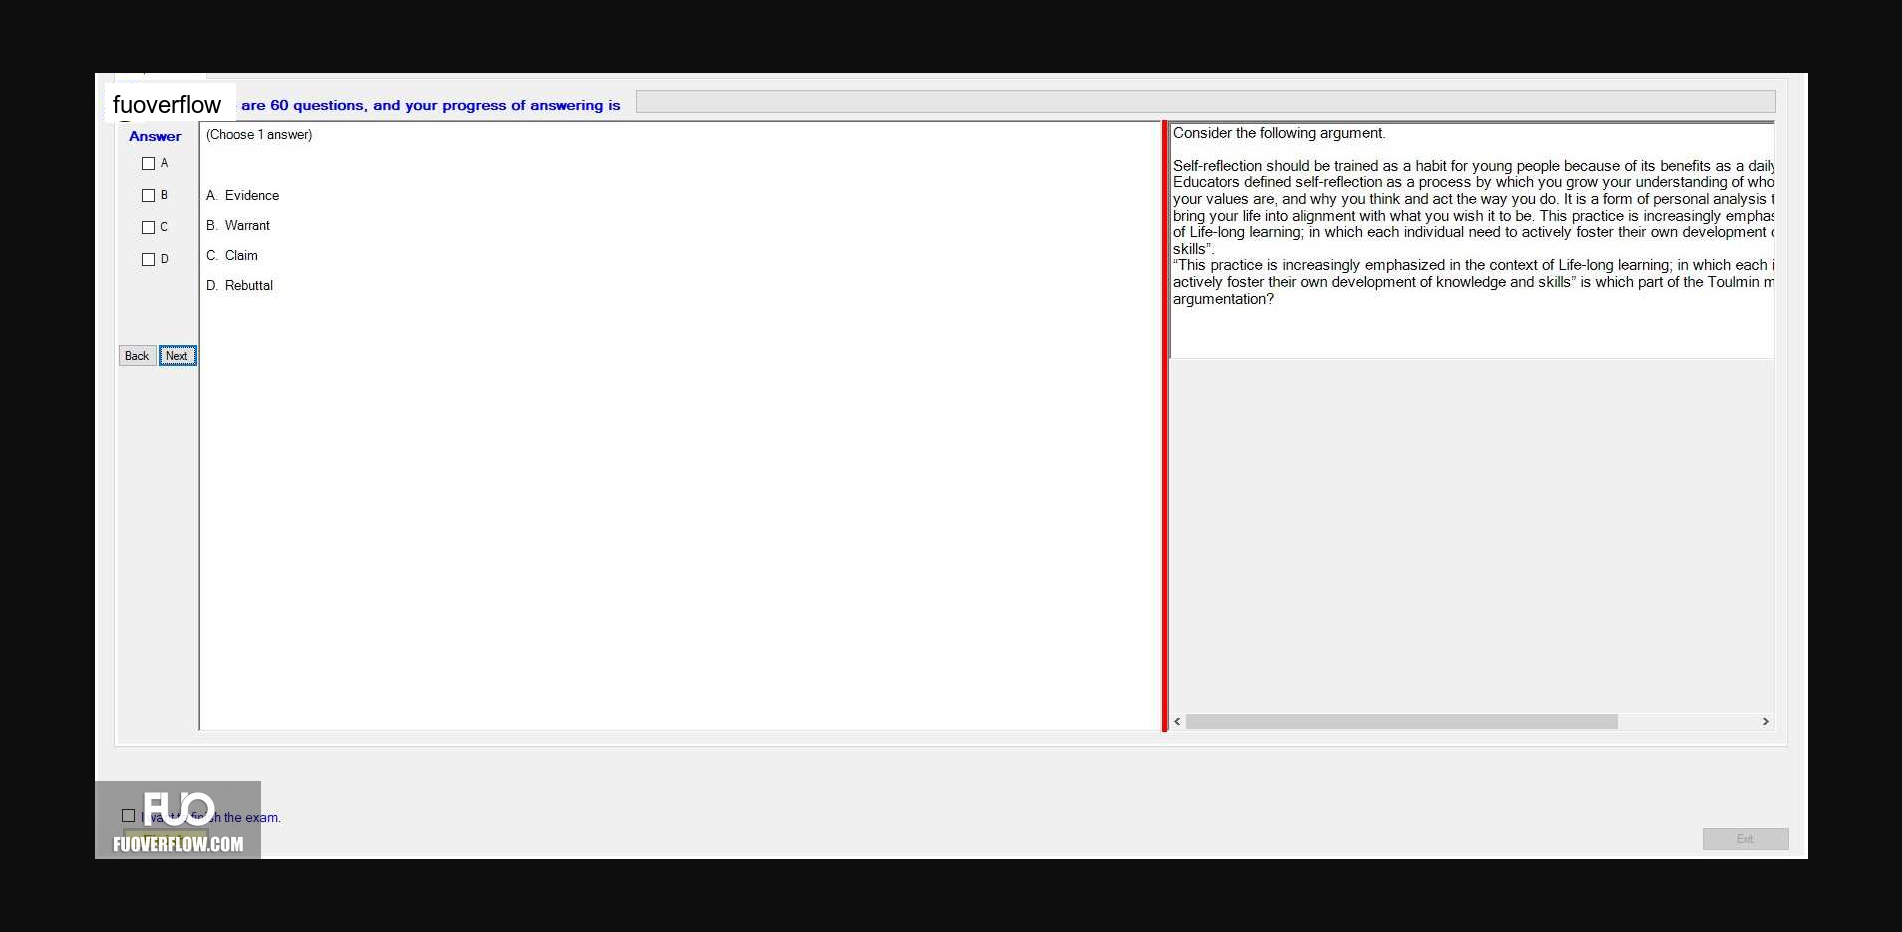 fuoverflow
are 60 questions, and your progress of answering is
Answer
A
B
C
D
Back Next
(Choose 1 answer)
A. Evidence
B. Warrant
C. Claim
D. Rebuttal
Consider the following argument.
Self-reflection should be trained as a habit for young people because of its benefits as a daily
Educators defined self-reflection as a process by which you grow your understanding of who
your values are, and why you think and act the way you do. It is a form of personal analysis t
bring your life into alignment with what you wish it to be. This practice is increasingly emphas
of Life-long learning; in which each individual need to actively foster their own development
skills”.
“This practice is increasingly emphasized in the context of Life-long learning; in which each i
actively foster their own development of knowledge and skills” is which part of the Toulmin m
argumentation?
I want to finish the exam.
FUO
FUOVERFLOW.COM
Exit